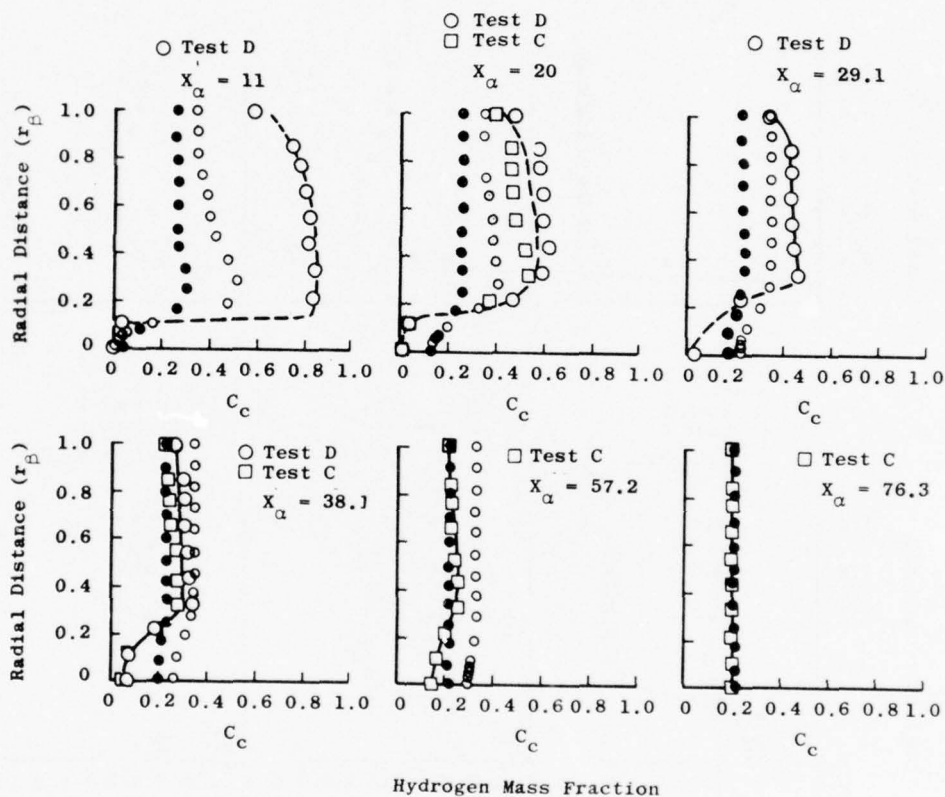 Test D
X_α = 11
Test D
Test C
X_α = 20
Test D
X_α = 29.1
Radial Distance (r_β)
1.0
0.8
0.6
0.4
0.2
0
0 0.2 0.4 0.6 0.8 1.0
C_c
0 0.2 0.4 0.6 0.8 1.0
C_c
0 0.2 0.4 0.6 0.8 1.0
C_c
Test D
Test C
X_α = 38.1
Test C
X_α = 57.2
Test C
X_α = 76.3
Radial Distance (r_β)
1.0
0.8
0.6
0.4
0.2
0
0 0.2 0.4 0.6 0.8 1.0
C_c
0 0.2 0.4 0.6 0.8 1.0
C_c
0 0.2 0.4 0.6 0.8 1.0
C_c
Hydrogen Mass Fraction